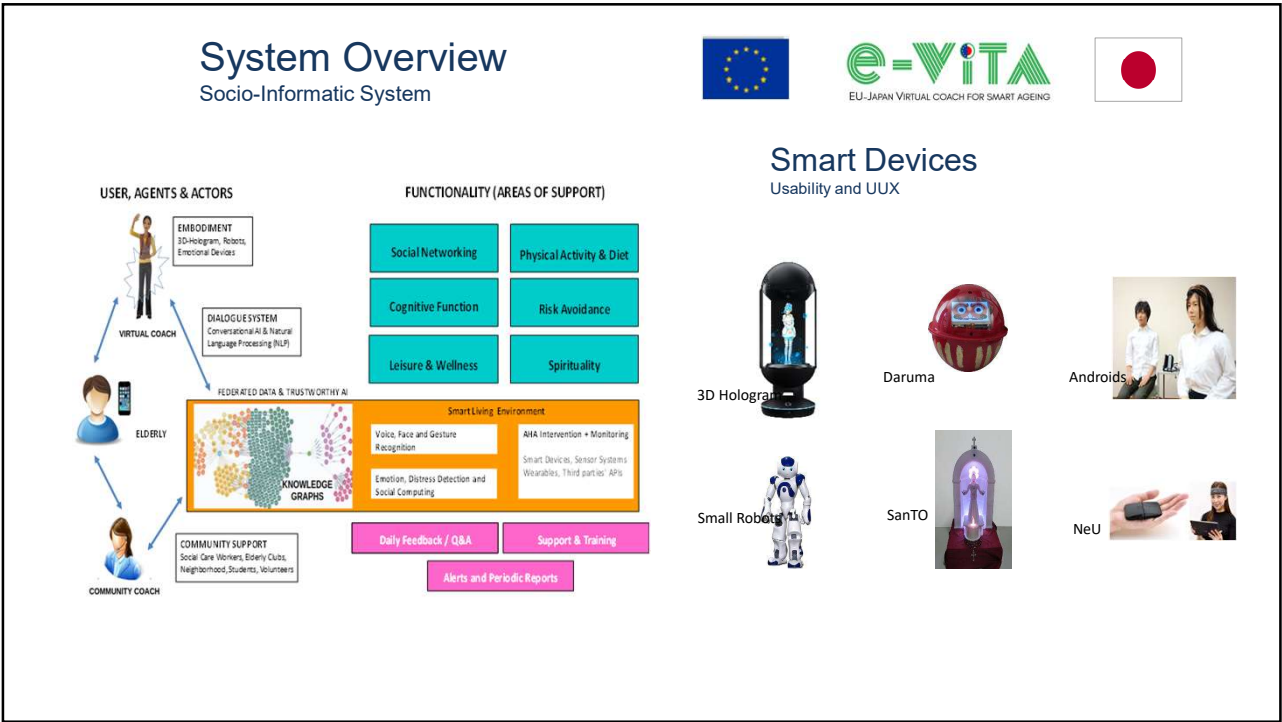 System Overview
Socio-Informatic System
e-ViTA
EU-JAPAN VIRTUAL COACH FOR SMART AGEING
USER, AGENTS & ACTORS
EMBODIMENT
3D-Hologram, Robots,
Emotional Devices
VIRTUAL COACH
DIALOGUE SYSTEM
Conversational AI & Natural
Language Processing (NLP)
ELDERLY
COMMUNITY SUPPORT
Social Care Workers, Elderly Clubs,
Neighborhood, Students, Volunteers
COMMUNITY COACH
FUNCTIONALITY (AREAS OF SUPPORT)
Social Networking
Physical Activity & Diet
Cognitive Function
Risk Avoidance
Leisure & Wellness
Spirituality
FEDERATED DATA & TRUSTWORTHY AI
KNOWLEDGE
GRAPHS
Smart Living Environment
Voice, Face and Gesture
Recognition
Emotion, Distress Detection and
Social Computing
AHA Intervention + Monitoring
Smart Devices, Sensor Systems
Wearables, Third parties' APIs
Daily Feedback / Q&A
Support & Training
Alerts and Periodic Reports
Smart Devices
Usability and UUX
3D Hologram
Daruma
Androids
Small Robots
SanTO
NeU